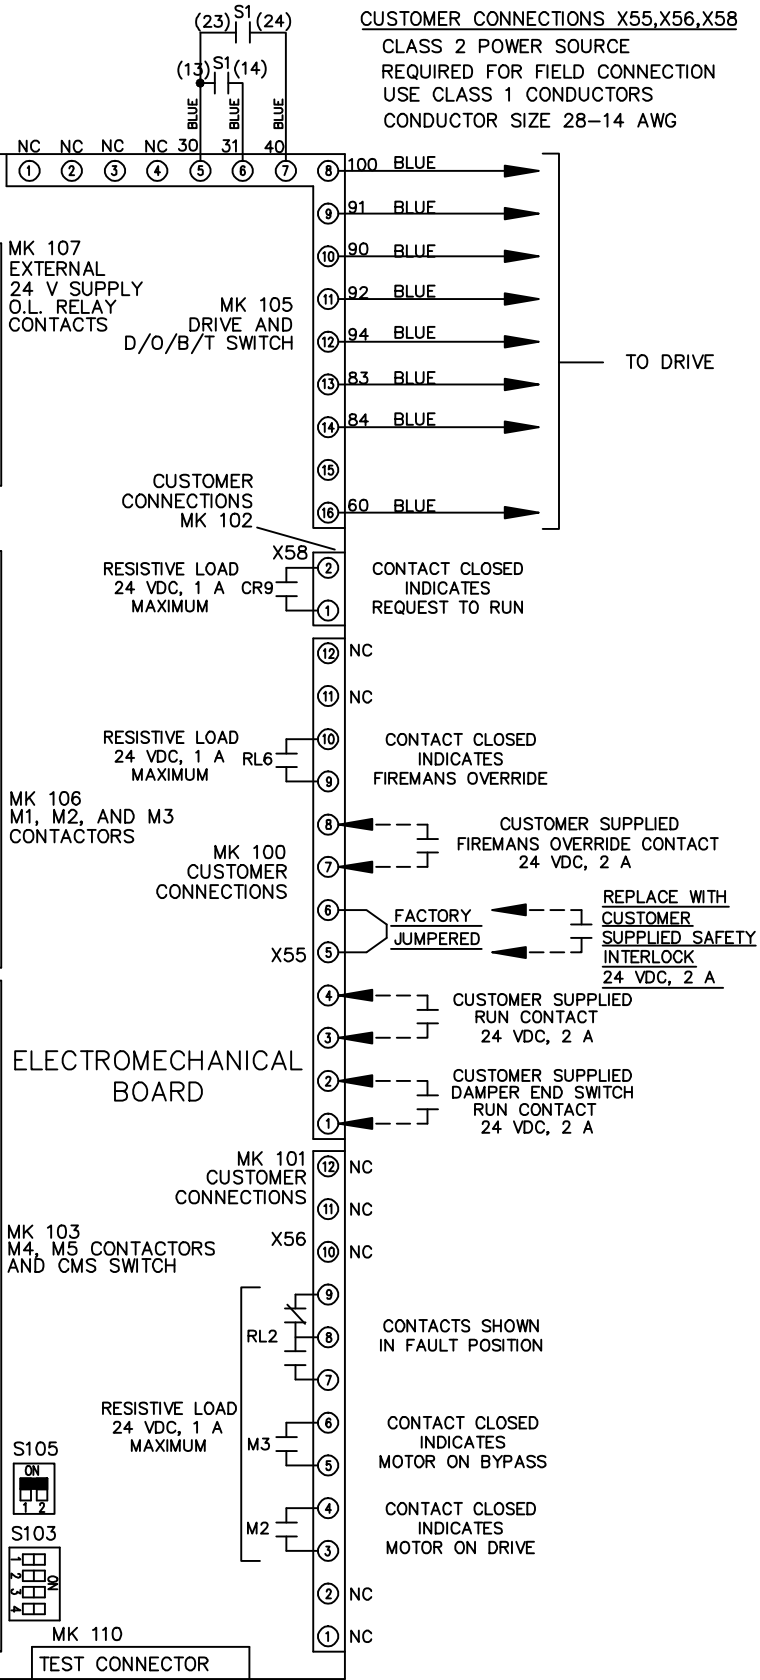 CUSTOMER CONNECTIONS X55,X56,X58
CLASS 2 POWER SOURCE
REQUIRED FOR FIELD CONNECTION
USE CLASS 1 CONDUCTORS
CONDUCTOR SIZE 28-14 AWG
(23) S1 (24)
(13) S1 (14)
BLUE BLUE BLUE
NC NC NC NC 30 31 40
1 2 3 4 5 6 7 8 100 BLUE
9 91 BLUE
10 90 BLUE
11 92 BLUE
12 94 BLUE
13 83 BLUE
14 84 BLUE
15
16 60 BLUE
TO DRIVE
MK 107
EXTERNAL
24 V SUPPLY
O.L. RELAY
CONTACTS
MK 105
DRIVE AND
D/O/B/T SWITCH
CUSTOMER
CONNECTIONS
MK 102
X58
2
1
RESISTIVE LOAD
24 VDC, 1 A
MAXIMUM
CR9
CONTACT CLOSED
INDICATES
REQUEST TO RUN
12 NC
11 NC
10
9
RESISTIVE LOAD
24 VDC, 1 A
MAXIMUM
RL6
CONTACT CLOSED
INDICATES
FIREMANS OVERRIDE
MK 106
M1, M2, AND M3
CONTACTORS
MK 100
CUSTOMER
CONNECTIONS
8
7
CUSTOMER SUPPLIED
FIREMANS OVERRIDE CONTACT
24 VDC, 2 A
6
5
X55
FACTORY
JUMPERED
REPLACE WITH
CUSTOMER
SUPPLIED SAFETY
INTERLOCK
24 VDC, 2 A
4
3
CUSTOMER SUPPLIED
RUN CONTACT
24 VDC, 2 A
ELECTROMECHANICAL
BOARD
2
1
CUSTOMER SUPPLIED
DAMPER END SWITCH
RUN CONTACT
24 VDC, 2 A
MK 101
CUSTOMER
CONNECTIONS
X56
12 NC
11 NC
10 NC
MK 103
M4, M5 CONTACTORS
AND CMS SWITCH
9
8
7
RL2
CONTACTS SHOWN
IN FAULT POSITION
RESISTIVE LOAD
24 VDC, 1 A
MAXIMUM
6
5
M3
CONTACT CLOSED
INDICATES
MOTOR ON BYPASS
4
3
M2
CONTACT CLOSED
INDICATES
MOTOR ON DRIVE
2 NC
1 NC
S105
ON
1 2
S103
1
2
3
4
ON
MK 110
TEST CONNECTOR